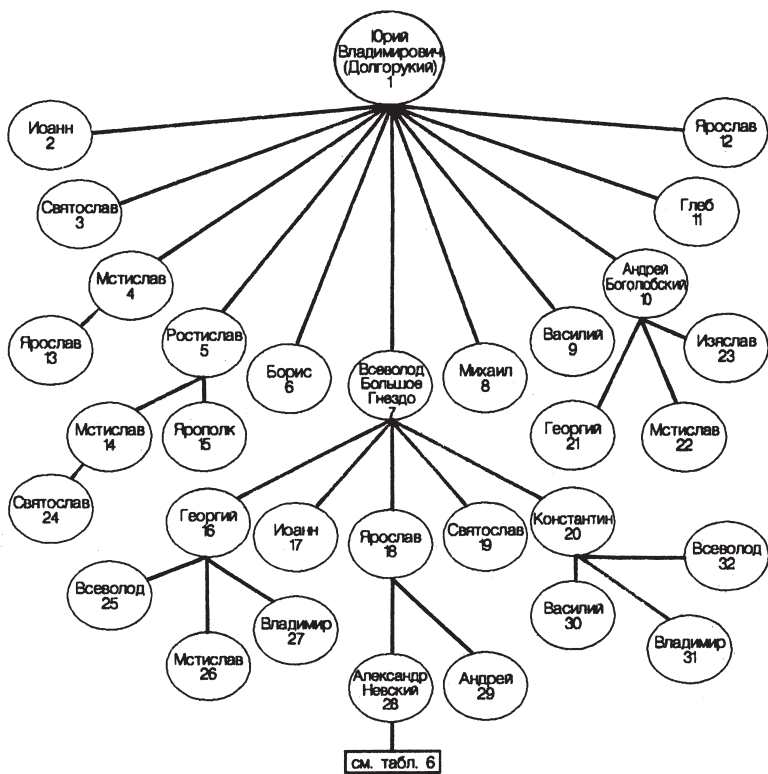 Юрий
Владимирович
(Долгорукий)
1
Иоанн
2
Ярослав
12
Святослав
3
Глеб
11
Мстислав
4
Андрей
Боголюбский
10
Ярослав
13
Ростислав
5
Борис
6
Всеволод
Большое
Гнездо
7
Михаил
8
Василий
9
Изяслав
23
Мстислав
14
Ярополк
15
Георгий
21
Мстислав
22
Святослав
24
Георгий
16
Иоанн
17
Ярослав
18
Святослав
19
Константин
20
Всеволод
32
Всеволод
25
Мстислав
26
Владимир
27
Василий
30
Владимир
31
Александр
Невский
28
Андрей
29
см. табл. 6